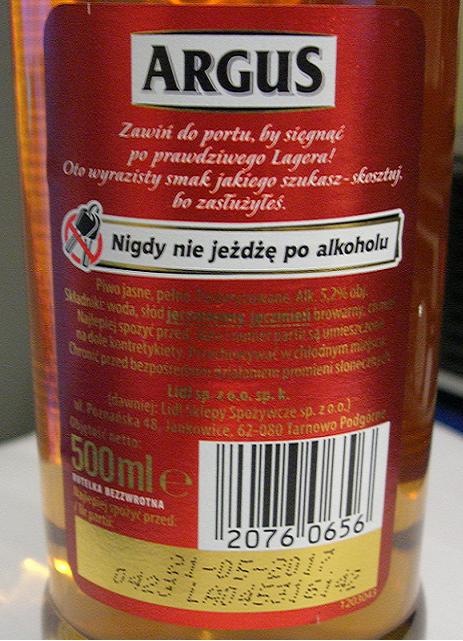 ARGUS
Zawiń do portu, by sięgnąć
po prawdziwego Lagera!
Oto wyrazisty smak jakiego szukasz - skosztuj,
bo zasłużyłeś.
Nigdy nie jeżdżę po alkoholu
Piwo jasne, pełne, Alk. 5,2% obj.
Składniki: woda, słód jęczmienny, jęczmień browarny,
Najlepiej spożyć przed: data i numer partii są umieszczone
na dole kontretykiety. Przechowywać w chłodnym miejscu.
Chronić przed bezpośrednim działaniem promieni słonecznych.
Lidl sp. z o.o. sp. k.
(dawniej: Lidl Sklepy Spożywcze sp. z o.o.)
ul. Poznańska 48, Jankowice, 62-080 Tarnowo Podgórne
Objętość netto:
500ml e
BUTELKA BEZZWROTNA
Najlepiej spożyć przed:
/ Nr partii:
2076 0656
21-05-2017
0423 LA045316142
1203043